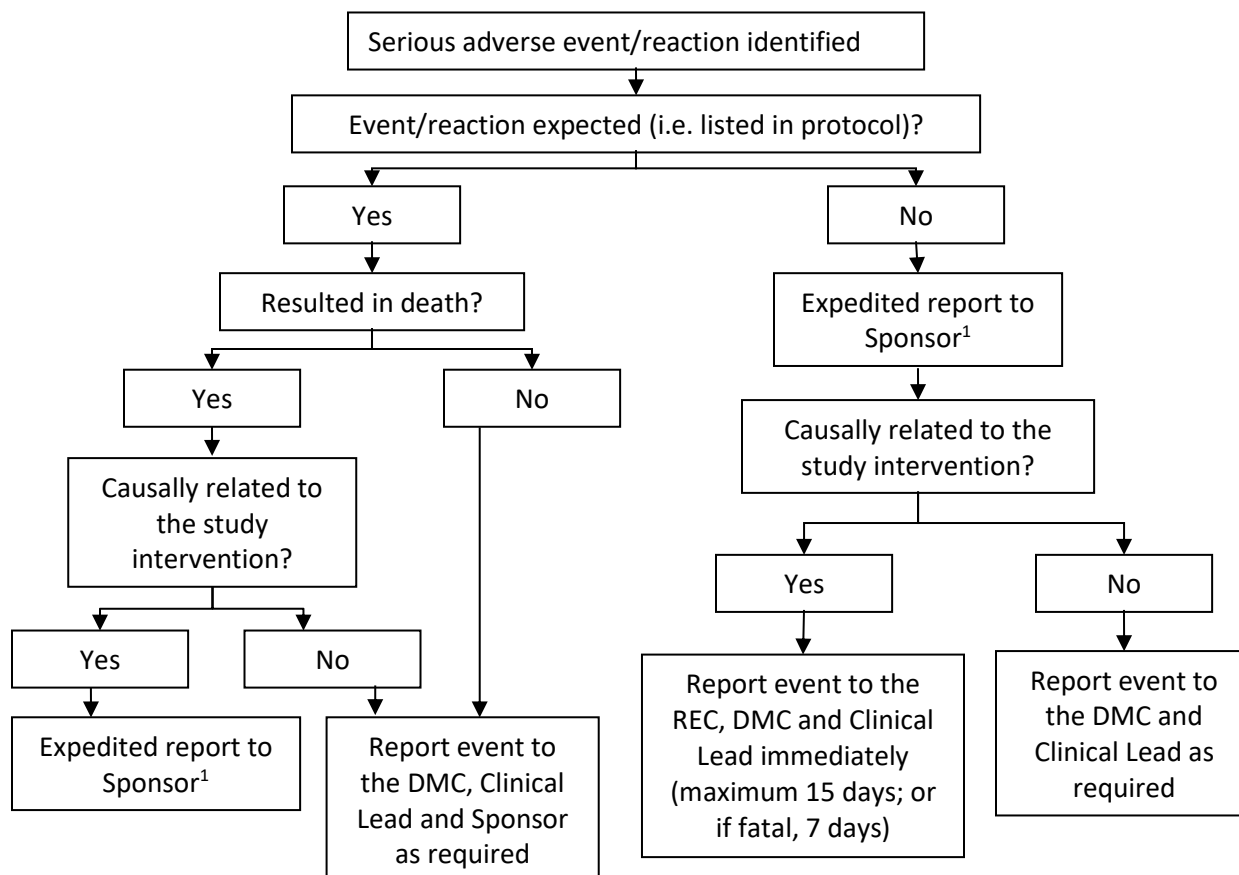 Serious adverse event/reaction identified
Event/reaction expected (i.e. listed in protocol)?
Yes
No
Resulted in death?
Expedited report to
Sponsor¹
Yes
No
Causally related to the
study intervention?
Causally related to
the study
intervention?
Yes
No
Yes
No
Report event to the
REC, DMC and Clinical
Lead immediately
(maximum 15 days; or
if fatal, 7 days)
Report event to
the DMC and
Clinical Lead as
required
Expedited report to
Sponsor¹
Report event to
the DMC, Clinical
Lead and Sponsor
as required